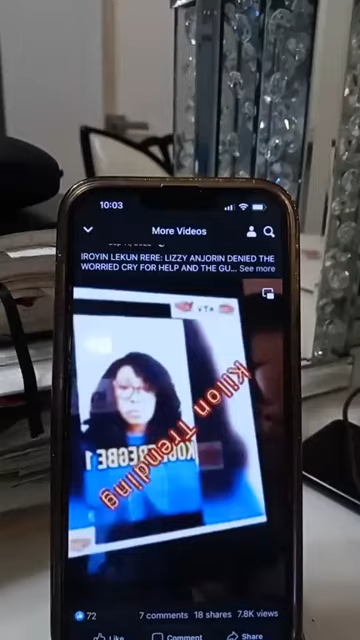 10:03
More Videos
IROYIN LEKUN RERE: LIZZY ANJORIN DENIED THE
WORRIED CRY FOR HELP AND THE GU... See more
Kilon Trending
72
7 comments 18 shares 7.8K views
Like
Comment
Share